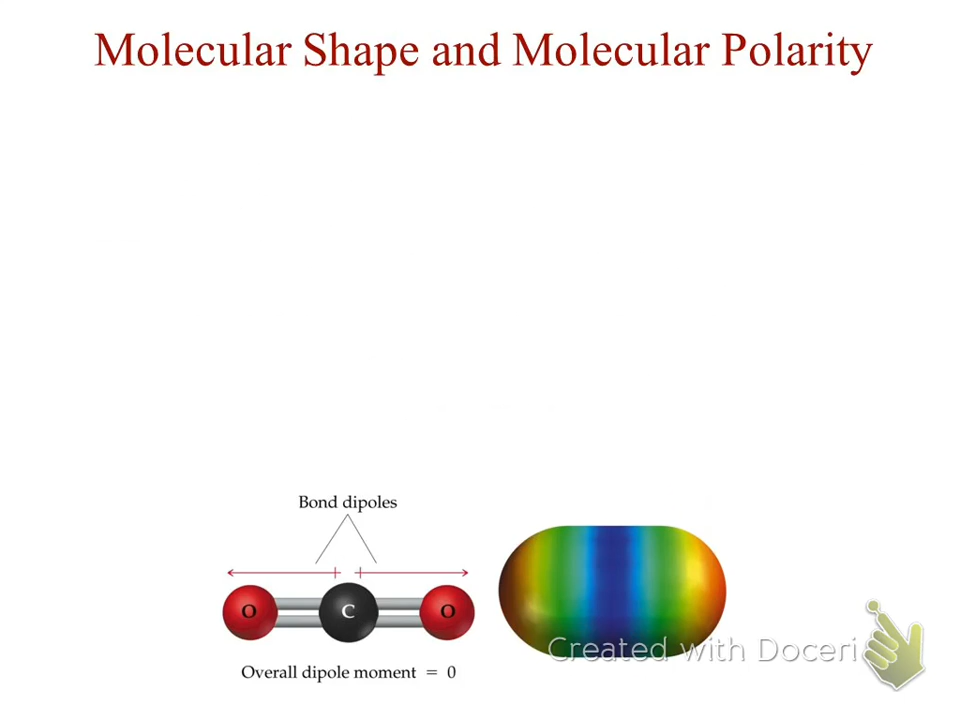 Molecular Shape and Molecular Polarity
Bond dipoles
O C O
Overall dipole moment = 0
Created with Doceri